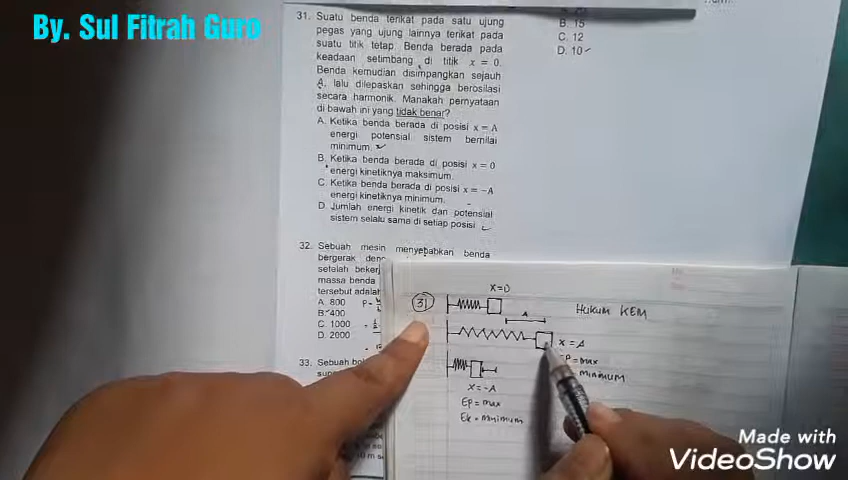 By. Sul Fitrah Guro
31. Suatu benda terikat pada satu ujung
pegas yang ujung lainnya terikat pada
suatu titik tetap. Benda berada pada
keadaan setimbang di titik x = 0.
Benda kemudian disimpangkan sejauh
A, lalu dilepaskan sehingga berosilasi
secara harmonik. Manakah pernyataan
di bawah ini yang tidak benar?
A. Ketika benda berada di posisi x = A
energi potensial sistem bernilai
minimum.
B. Ketika benda berada di posisi x = 0
energi kinetiknya maksimum.
C. Ketika benda berada di posisi x = -A
energi kinetiknya minimum.
D. Jumlah energi kinetik dan potensial
sistem selalu sama di setiap posisi
B. 15
C. 12
D. 10
32. Sebuah mesin menyebabkan benda
bergerak
setelah
massa benda
tersebut adalah
A. 800
B. 400
C. 1000
D. 2000
33. Sebuah
31
x=0
A
Hukum KEM
x = A
Ep = max
minimum
x = -A
Ep = max
Ek = minimum
Made with
VideoShow